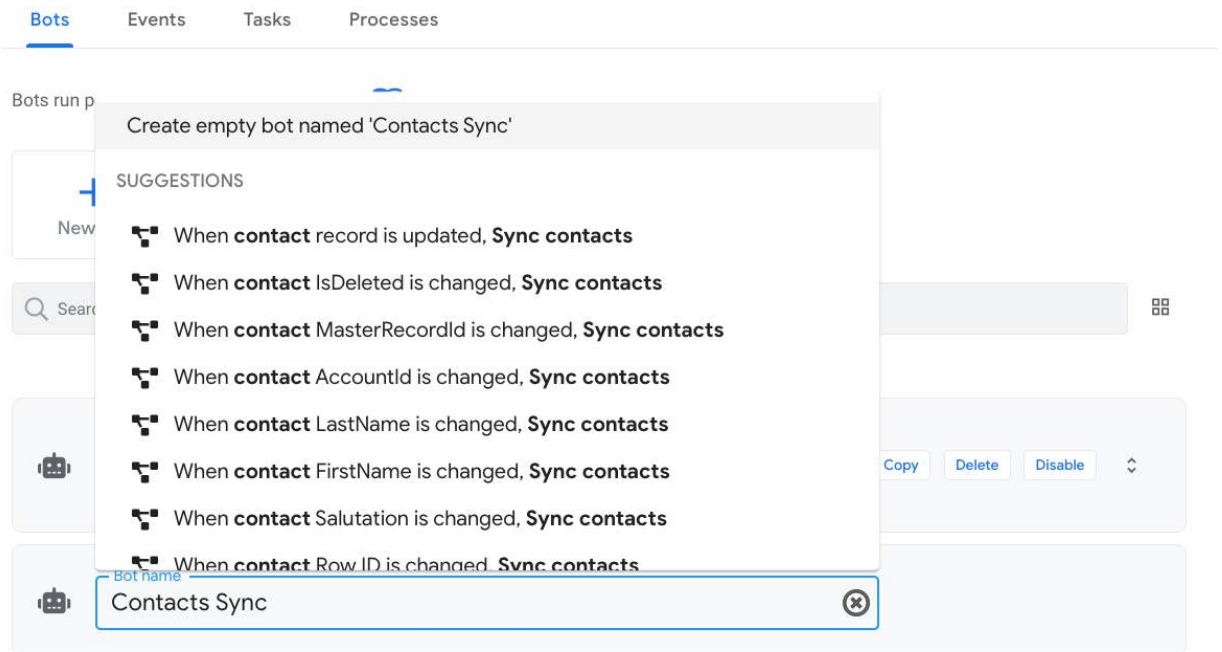 Bots Events Tasks Processes
Bots run p
Create empty bot named 'Contacts Sync'
SUGGESTIONS
New
When contact record is updated, Sync contacts
When contact IsDeleted is changed, Sync contacts
Searc
When contact MasterRecordId is changed, Sync contacts
When contact AccountId is changed, Sync contacts
When contact LastName is changed, Sync contacts
Copy Delete Disable
When contact FirstName is changed, Sync contacts
When contact Salutation is changed, Sync contacts
When contact Row ID is changed, Sync contacts
Bot name
Contacts Sync